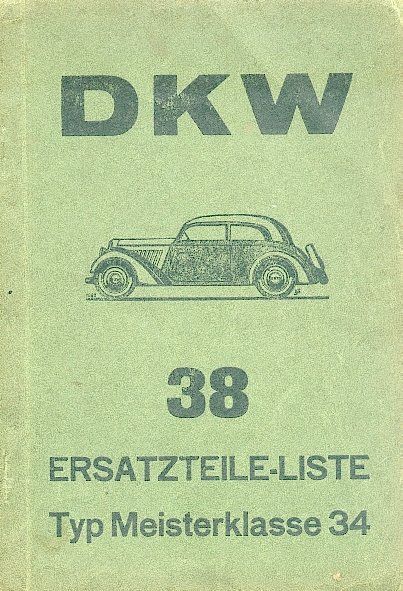 DKW
38
ERSATZTEILE-LISTE
Typ Meisterklasse 34